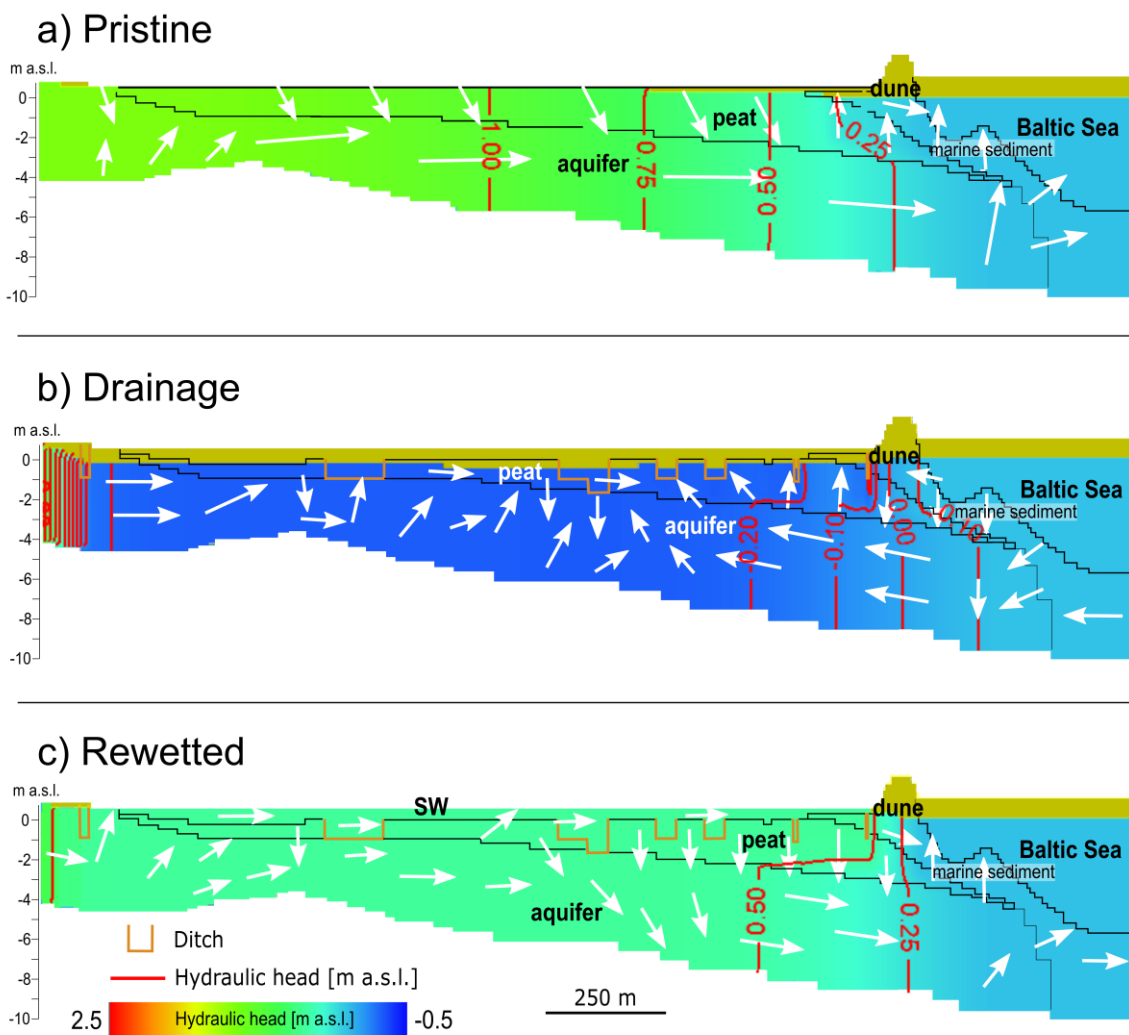 a) Pristine
m a.s.l.
0
-2
-4
-6
-8
-10
dune
peat
Baltic Sea
marine sediment
aquifer
1.00
0.75
0.50
0.25
b) Drainage
m a.s.l.
0
-2
-4
-6
-8
-10
dune
peat
Baltic Sea
marine sediment
aquifer
-0.20
-0.10
0.00
0.10
c) Rewetted
m a.s.l.
0
-2
-4
-6
-8
-10
SW
dune
peat
Baltic Sea
marine sediment
aquifer
0.50
0.25
Ditch
Hydraulic head [m a.s.l.]
2.5 Hydraulic head [m a.s.l.] -0.5
250 m